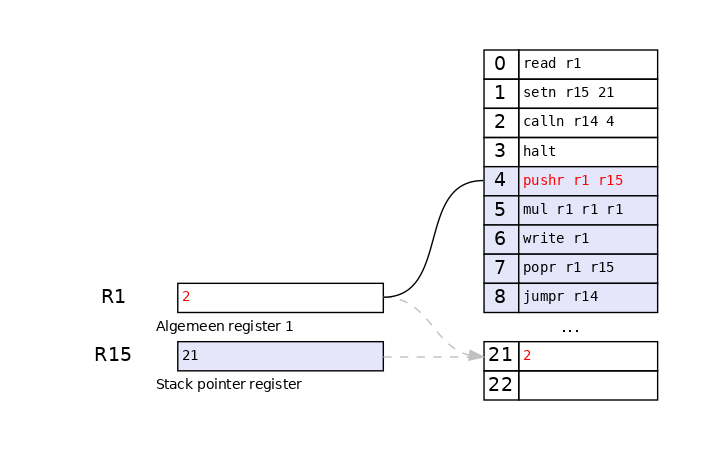 0 read r1
1 setn r15 21
2 calln r14 4
3 halt
4 pushr r1 r15
5 mul r1 r1 r1
6 write r1
7 popr r1 r15
8 jumpr r14
R1 2
Algemeen register 1
...
R15 21
Stack pointer register
21 2
22